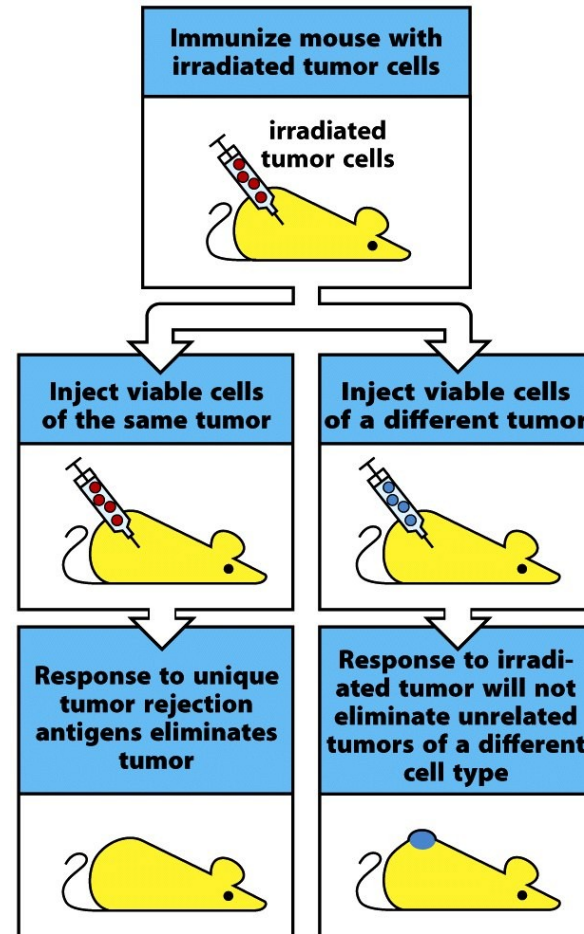 Immunize mouse with
irradiated tumor cells
irradiated
tumor cells
Inject viable cells
of the same tumor
Inject viable cells
of a different tumor
Response to unique
tumor rejection
antigens eliminates
tumor
Response to irradi-
ated tumor will not
eliminate unrelated
tumors of a different
cell type